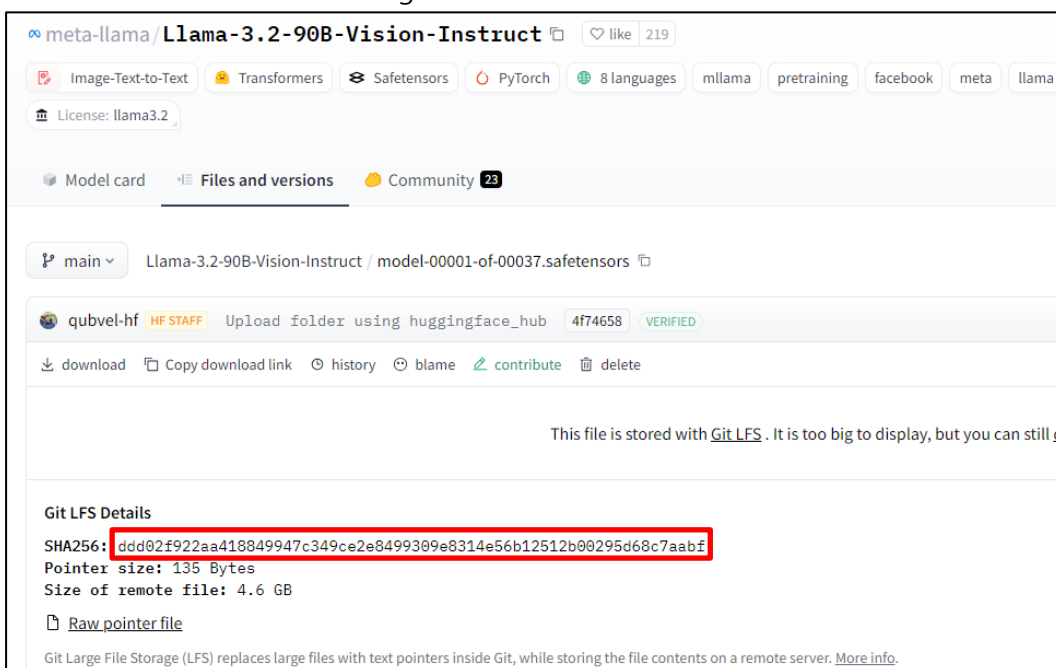 meta-llama/Llama-3.2-90B-Vision-Instruct like 219
Image-Text-to-Text Transformers Safetensors PyTorch 8 languages mllama pretraining facebook meta llama
License: llama3.2
Model card Files and versions Community 23
main Llama-3.2-90B-Vision-Instruct / model-00001-of-00037.safetensors
qubvel-hf HF STAFF Upload folder using huggingface_hub 4f74658 VERIFIED
download Copy download link history blame contribute delete
This file is stored with Git LFS . It is too big to display, but you can still
Git LFS Details
SHA256: ddd02f922aa418849947c349ce2e8499309e8314e56b12512b00295d68c7aabf
Pointer size: 135 Bytes
Size of remote file: 4.6 GB
Raw pointer file
Git Large File Storage (LFS) replaces large files with text pointers inside Git, while storing the file contents on a remote server. More info.